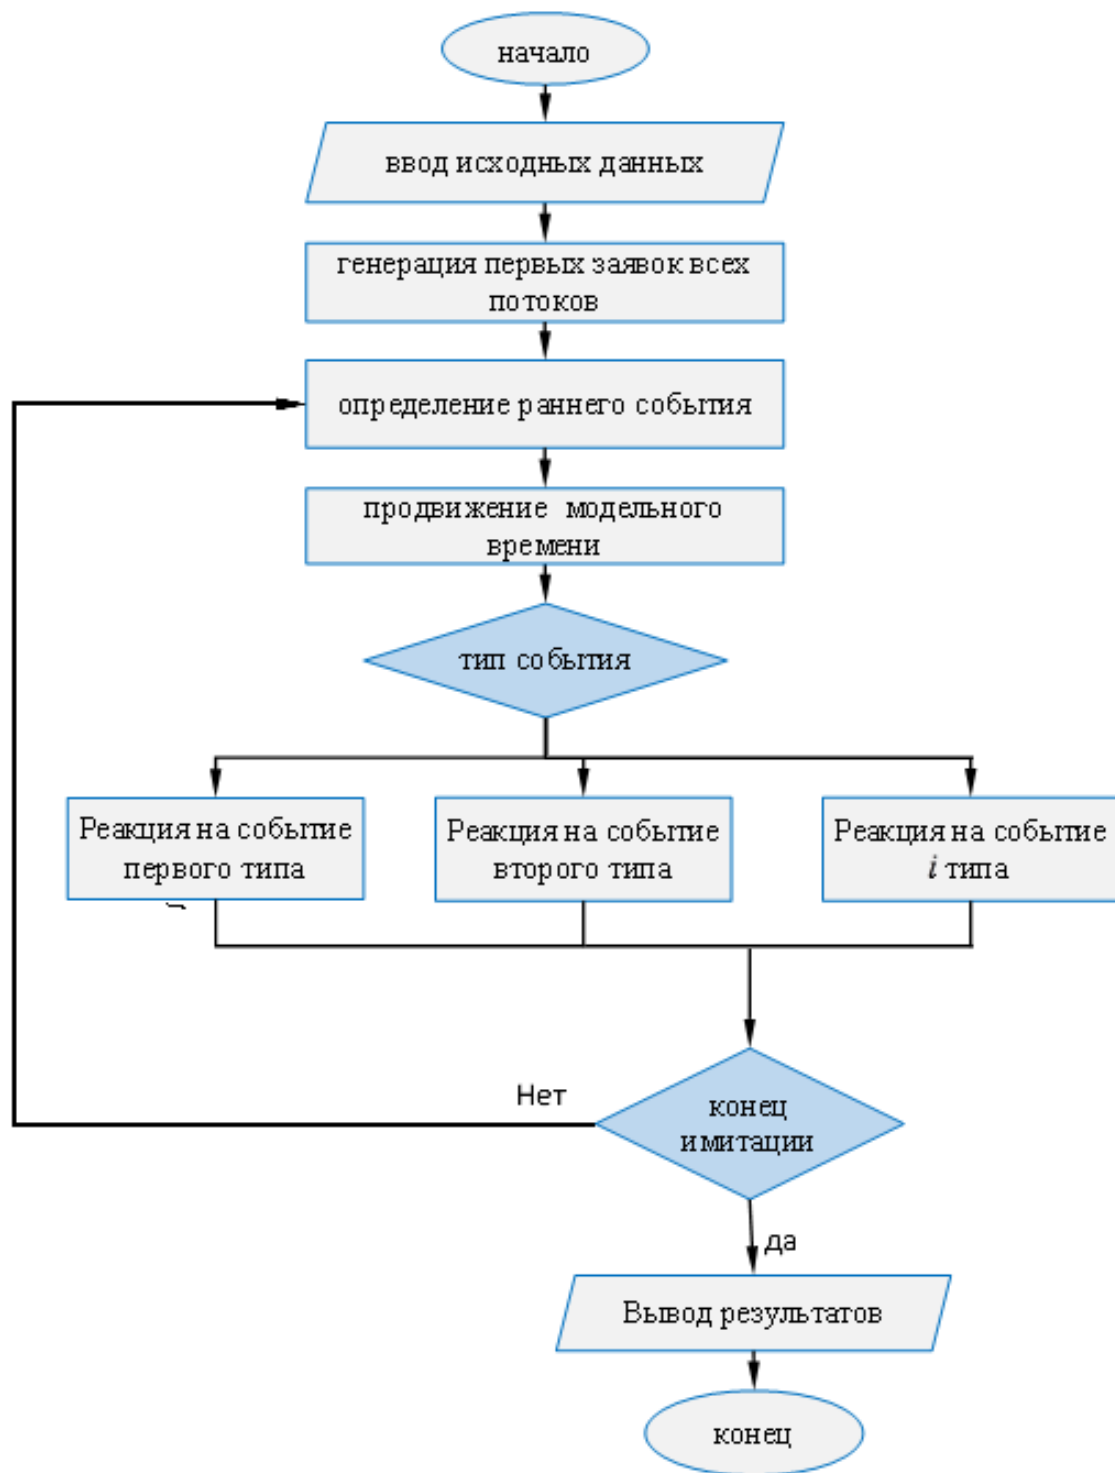 начало
ввод исходных данных
генерация первых заявок всех
потоков
определение раннего события
продвижение модельного
времени
тип события
Реакция на событие
первого типа
Реакция на событие
второго типа
Реакция на событие
i типа
Нет
конец
имитации
да
Вывод результатов
конец